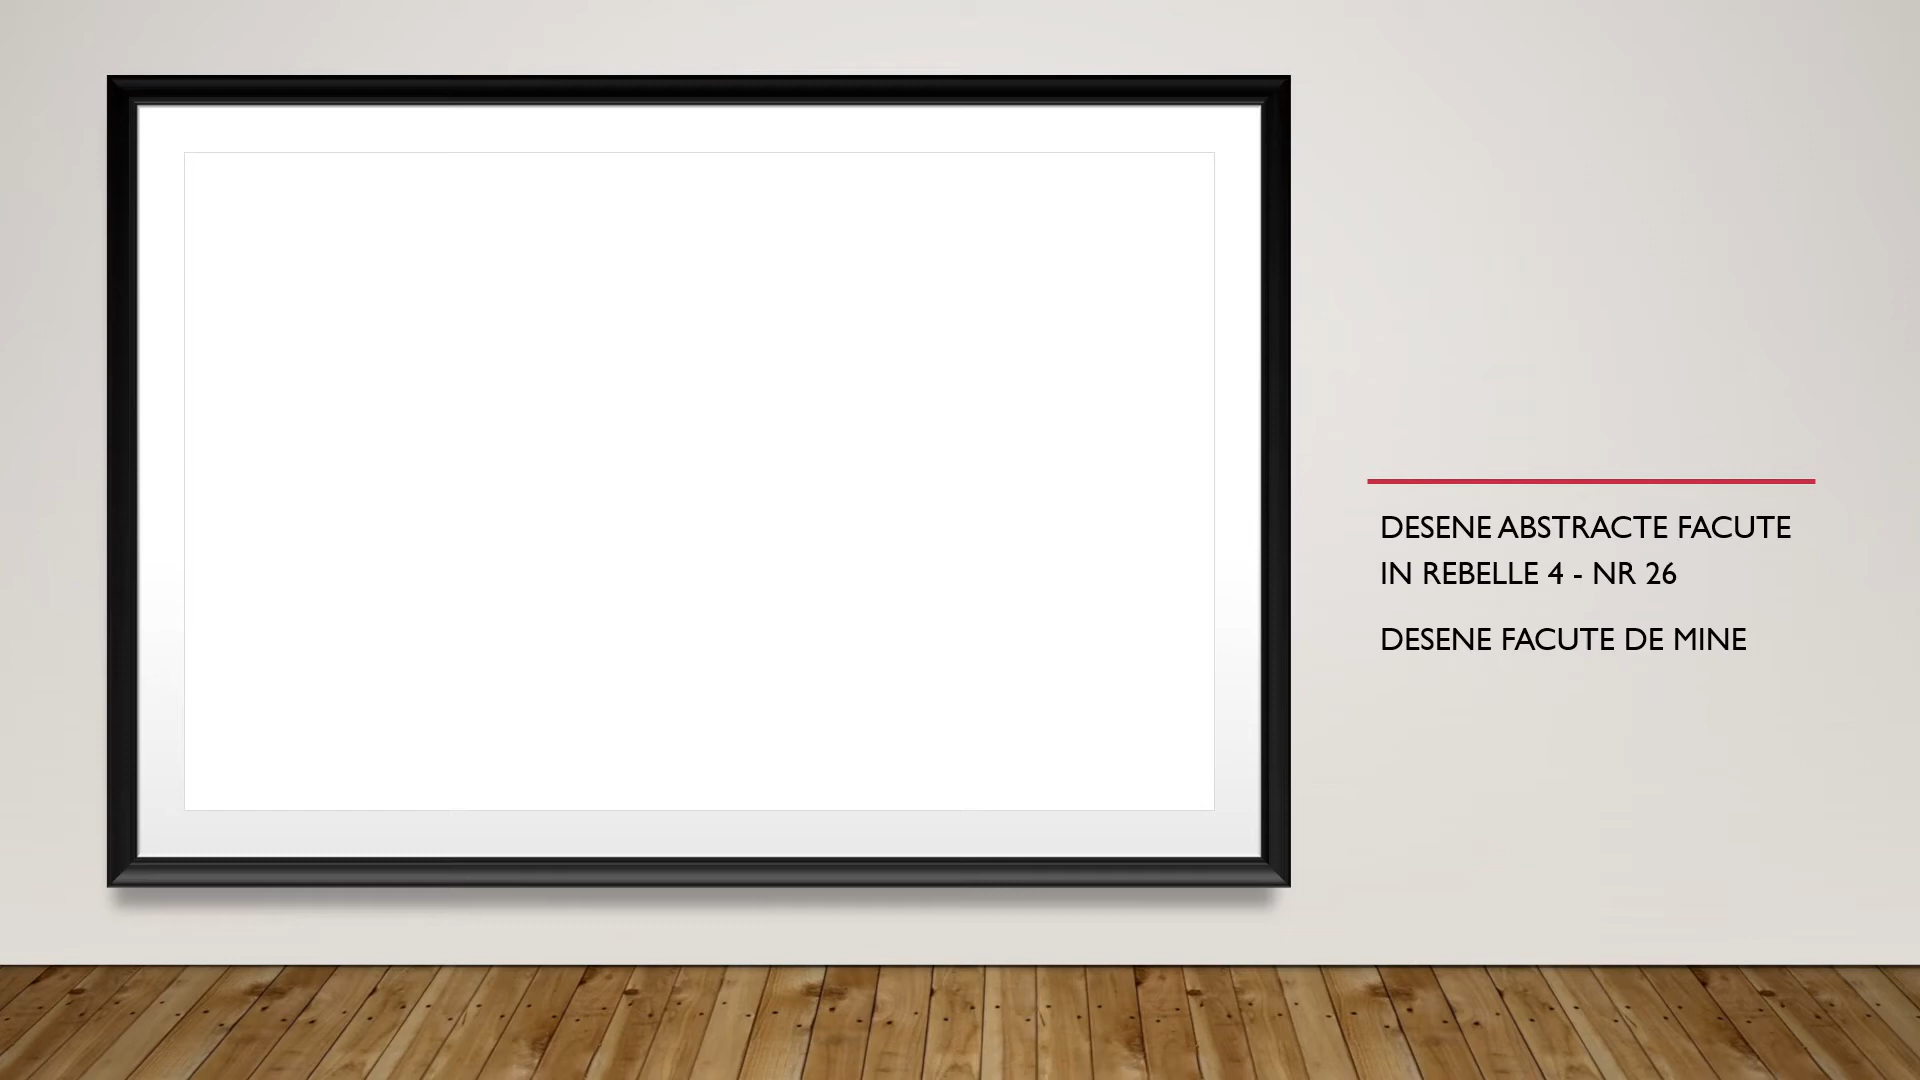 DESENE ABSTRACTE FACUTE
IN REBELLE 4 - NR 26
DESENE FACUTE DE MINE